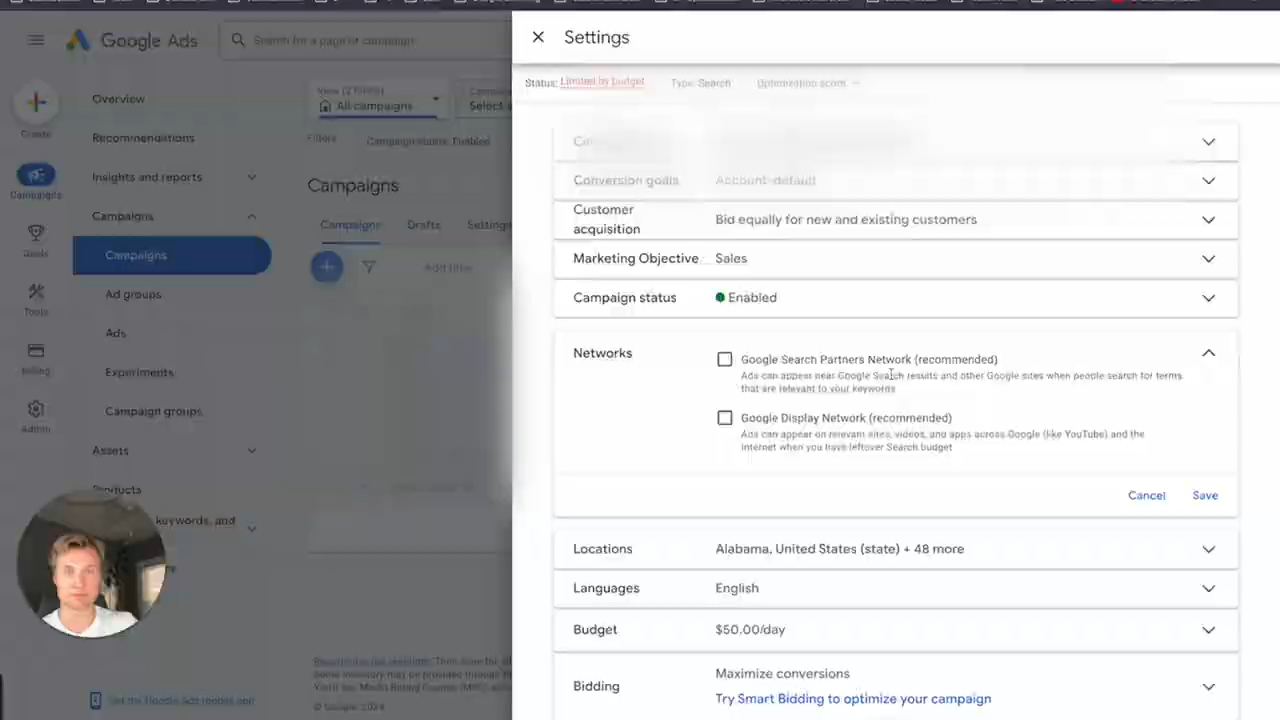 Google Ads
Search for a page or campaign
Settings
Status: Limited by budget
Type: Search
Optimization score: –
Create
Campaigns
Goals
Tools
Billing
Admin
Overview
Recommendations
Insights and reports
Campaigns
Campaigns
Ad groups
Ads
Experiments
Campaign groups
Assets
Products
keywords, and
View (2 filters)
All campaigns
Select
Filters
Campaign status: Enabled
Campaigns
Campaigns
Drafts
Settings
Add filter
Conversion goals
Account-default
Customer
acquisition
Bid equally for new and existing customers
Marketing Objective
Sales
Campaign status
Enabled
Networks
Google Search Partners Network (recommended)
Ads can appear near Google Search results and other Google sites when people search for terms
that are relevant to your keywords
Google Display Network (recommended)
Ads can appear on relevant sites, videos, and apps across Google (like YouTube) and the
internet when you have leftover Search budget
Cancel
Save
Locations
Alabama, United States (state) + 48 more
Languages
English
Budget
$50.00/day
Bidding
Maximize conversions
Try Smart Bidding to optimize your campaign
Get the Google Ads mobile app
© Google, 2024